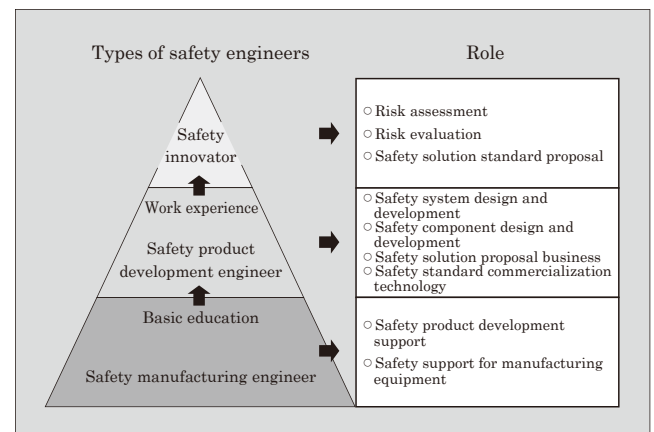 Types of safety engineers
Role
Safety
innovator
Work experience
Safety product
development engineer
Basic education
Safety manufacturing engineer
○ Risk assessment
○ Risk evaluation
○ Safety solution standard proposal
○ Safety system design and
development
○ Safety component design and
development
○ Safety solution proposal business
○ Safety standard commercialization
technology
○ Safety product development
support
○ Safety support for manufacturing
equipment